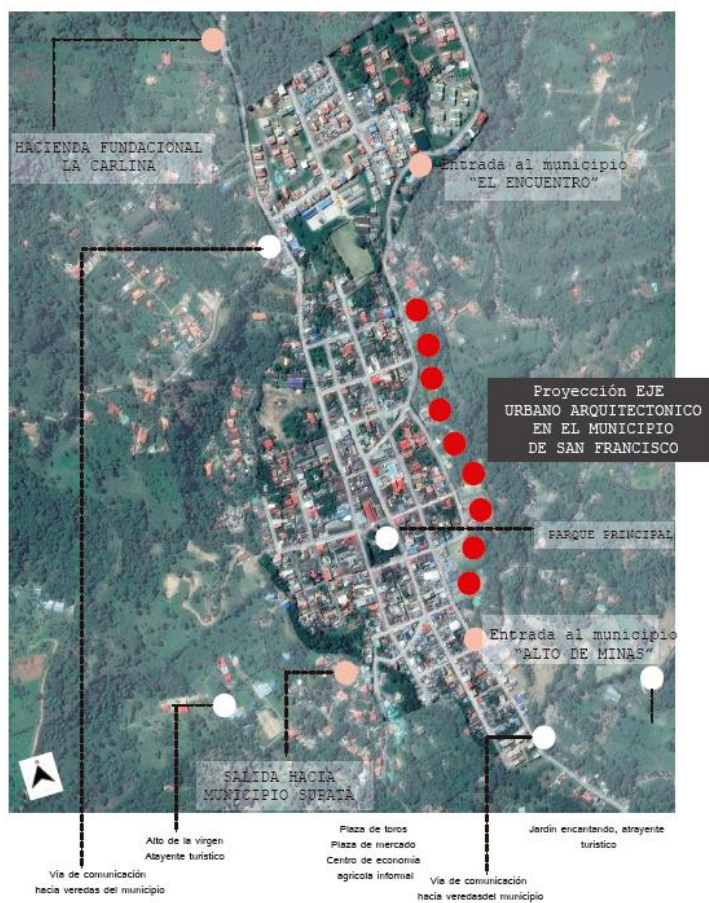 HACIENDA FUNDACIONAL
LA CARLINA
Entrada al municipio
"EL ENCUENTRO"
Proyección EJE
URBANO ARQUITECTONICO
EN EL MUNICIPIO
DE SAN FRANCISCO
PARQUE PRINCIPAL
Entrada al municipio
"ALTO DE MINAS"
SALIDA HACIA
MUNICIPIO SUPATÁ
Alto de la virgen
Atayente turistico
Plaza de toros
Plaza de mercado
Centro de economía
agricola informal
Jardín encantando, atrayente
turistico
Vía de comunicación
hacia veredas del municipio
Vía de comunicación
hacia veredasdel municipio